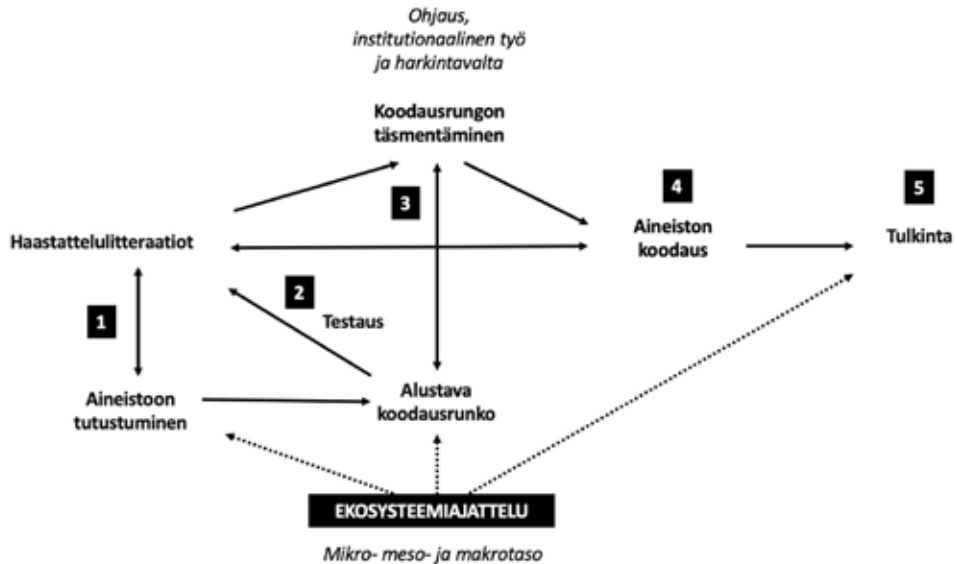 Ohjaus,
institutionaalinen työ
ja harkintavalta
Koodausrungon
täsmentäminen
3
4
5
Haastattelulitteraatiot
Aineiston
koodaus
Tulkinta
1
2
Testaus
Aineistoon
tutustuminen
Alustava
koodausrunko
EKOSYSTEEMIAJATTELU
Mikro- meso- ja makrotaso